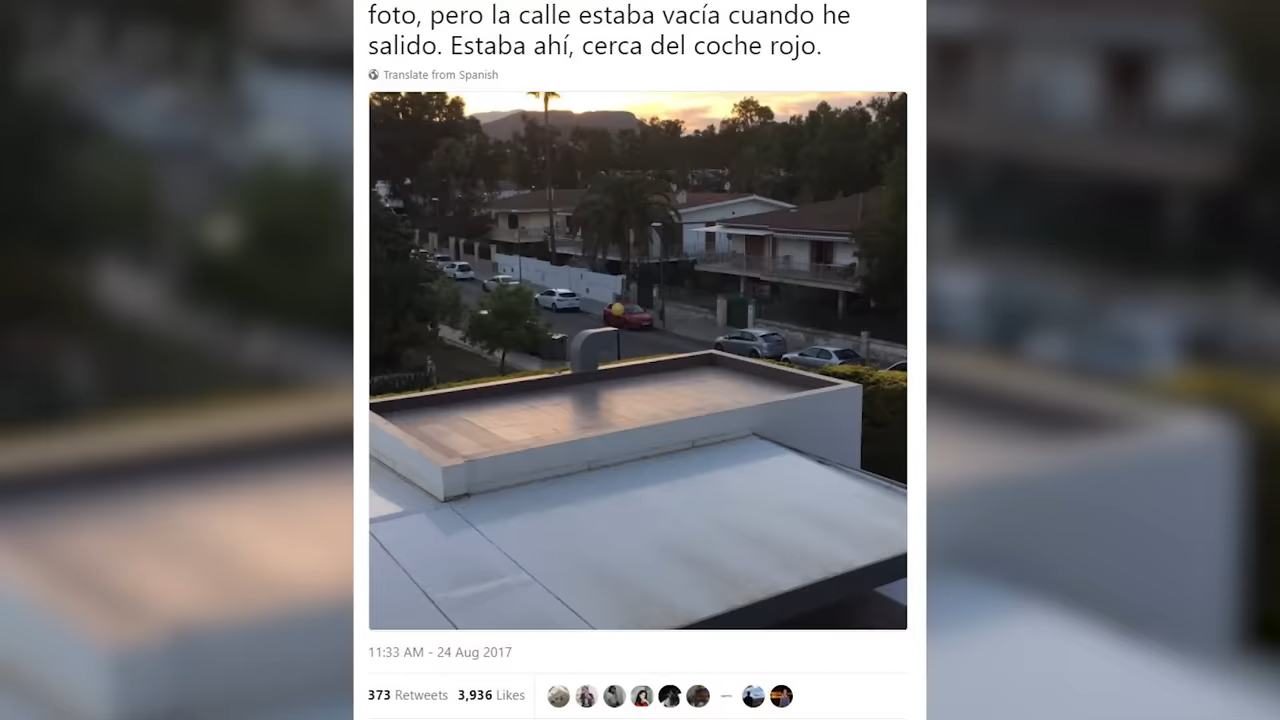 foto, pero la calle estaba vacía cuando he
salido. Estaba ahí, cerca del coche rojo.
Translate from Spanish
11:33 AM - 24 Aug 2017
373 Retweets 3,936 Likes